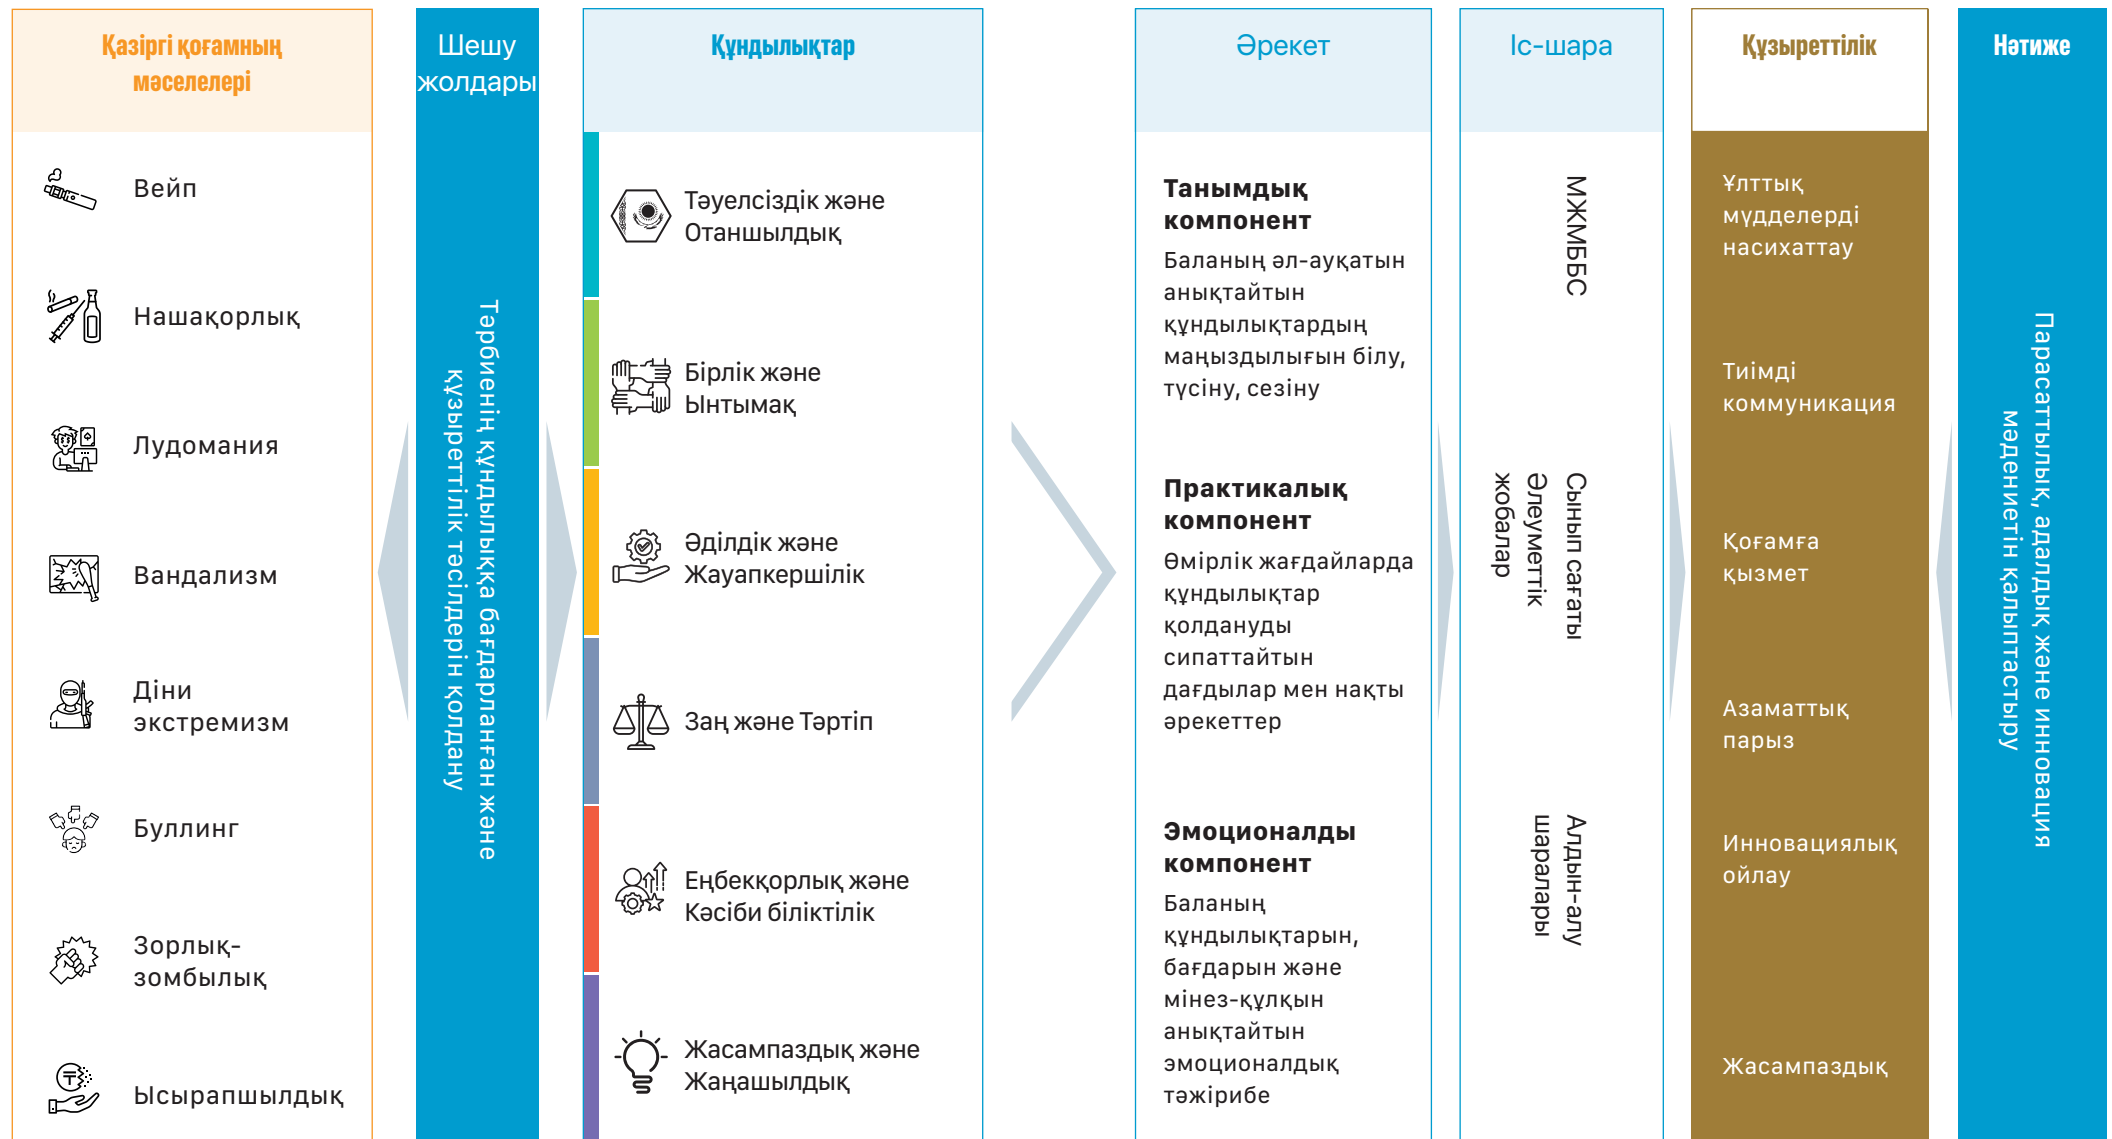 Қазіргі қоғамның
мәселелері
Вейп
Нашақорлық
Лудомания
Вандализм
Діни
экстремизм
Буллинг
Зорлық-
зомбылық
Ысырапшылдық
Шешу
жолдары
Тәрбиенің құндылыққа бағдарланған және
құзыреттілік тәсілдерін қолдану
Құндылықтар
Тәуелсіздік және
Отаншылдық
Бірлік және
Ынтымақ
Әділдік және
Жауапкершілік
Заң және Тәртіп
Еңбекқорлық және
Кәсіби біліктілік
Жасампаздық және
Жаңашылдық
Әрекет
Танымдық
компонент
Баланың әл-ауқатын
анықтайтын
құндылықтардың
маңыздылығын білу,
түсіну, сезіну
Практикалық
компонент
Өмірлік жағдайларда
құндылықтар
қолдануды
сипаттайтын
дағдылар мен нақты
әрекеттер
Эмоционалды
компонент
Баланың
құндылықтарын,
бағдарын және
мінез-құлқын
анықтайтын
эмоционалдық
тәжірибе
Іс-шара
МЖМББС
Сынып сағаты
Әлеуметтік
жобалар
Алдын-алу
шаралары
Құзыреттілік
Ұлттық
мүдделерді
насихаттау
Тиімді
коммуникация
Қоғамға
қызмет
Азаматтық
парыз
Инновациялық
ойлау
Жасампаздық
Нәтиже
Парасаттылық, адалдық және инновация
мәдениетін қалыптастыру